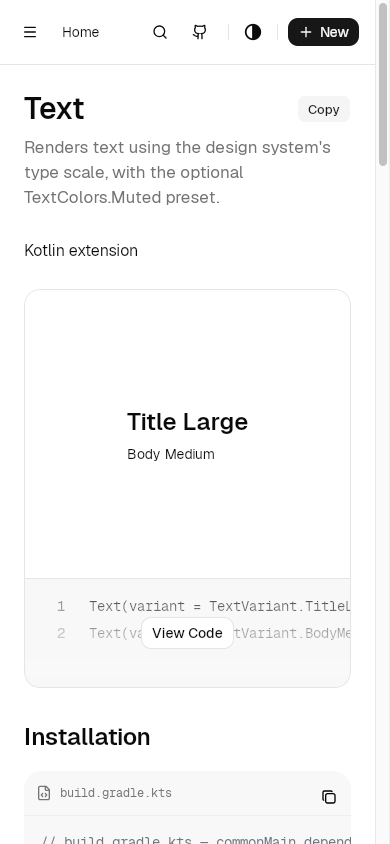 Home
New
Text
Copy
Renders text using the design system's
type scale, with the optional
TextColors.Muted preset.
Kotlin extension
Title Large
Body Medium
1 Text(variant = TextVariant.TitleL
2 Text(va
View Code
tVariant.BodyMe
Installation
build.gradle.kts
// build.gradle.kts — commonMain depend